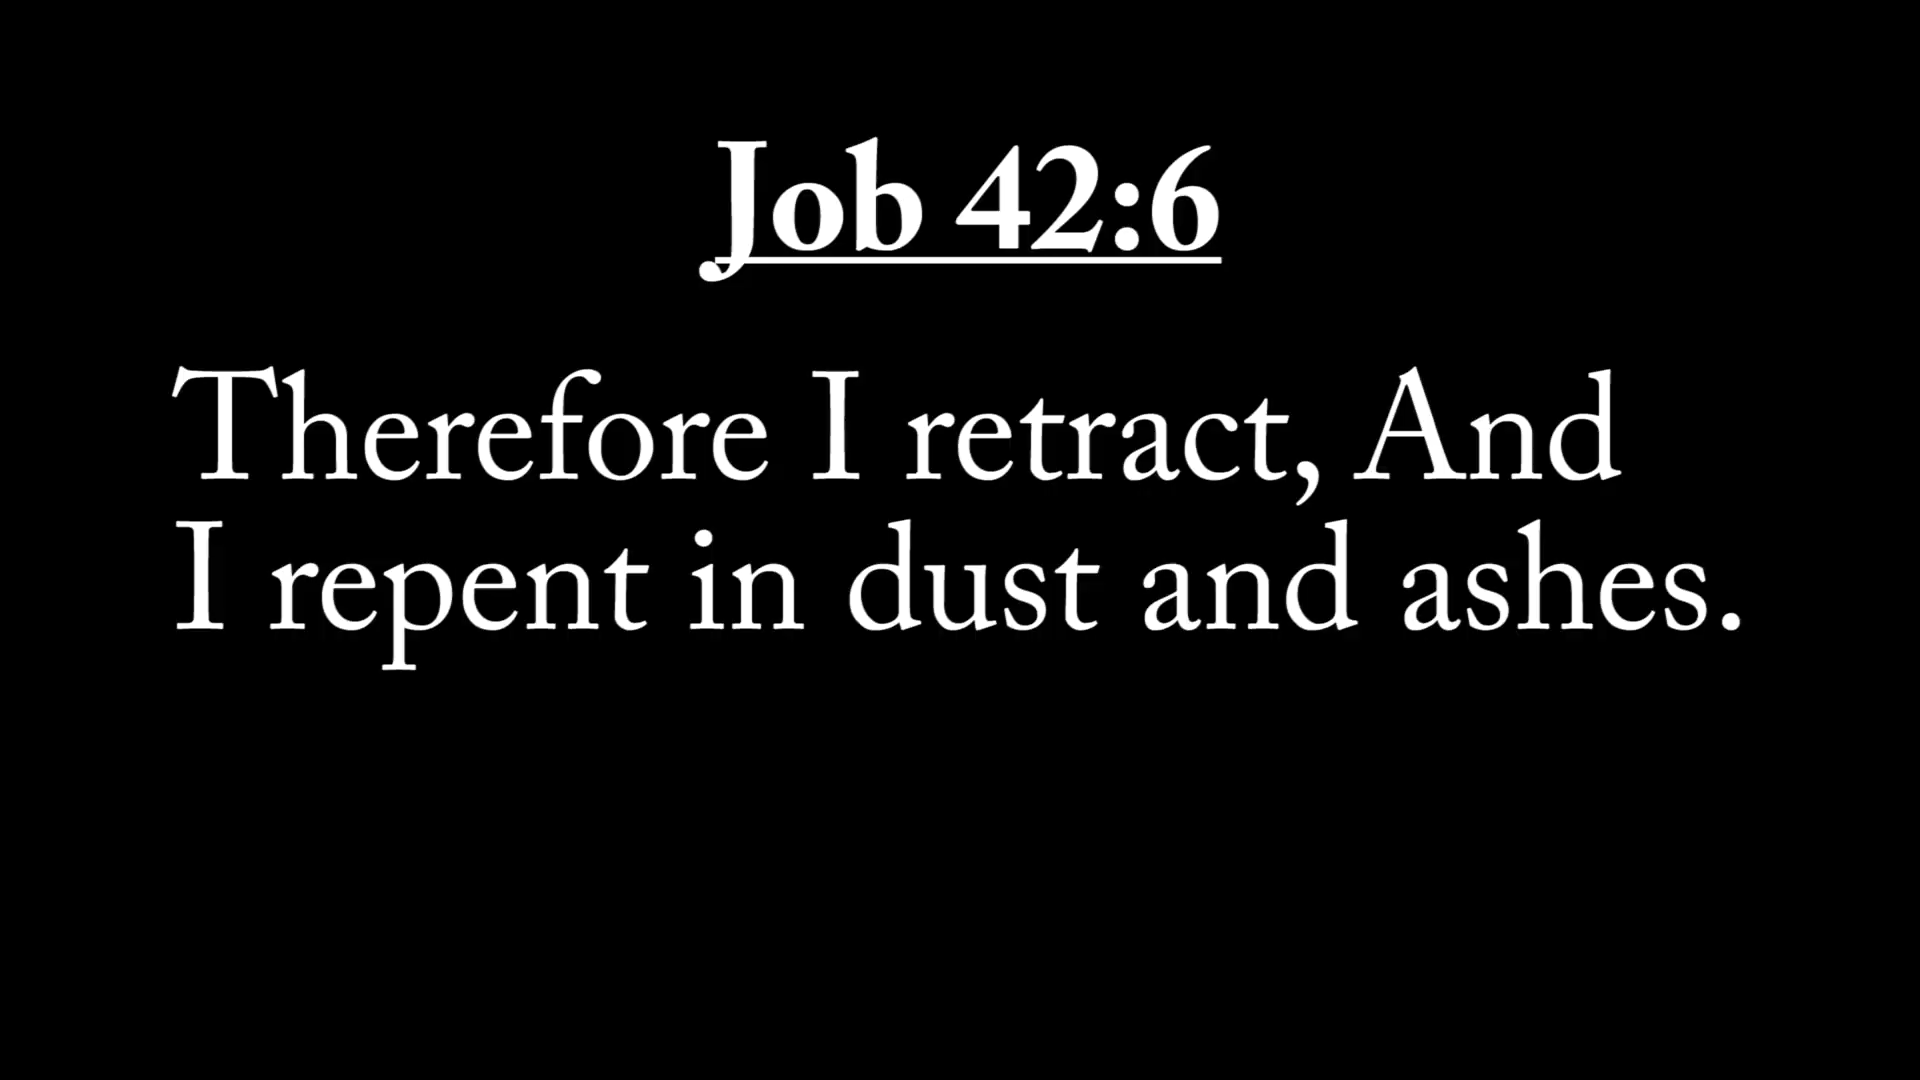 Job 42:6
Therefore I retract, And
I repent in dust and ashes.